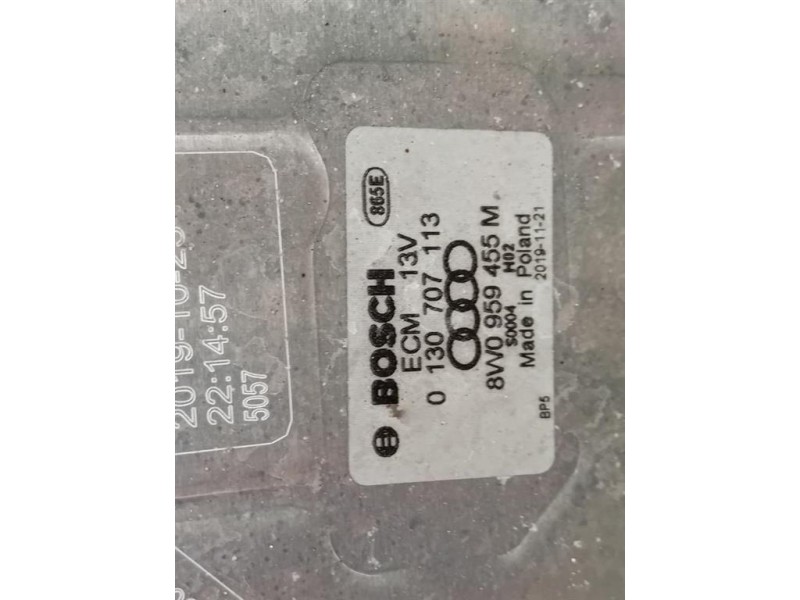 22:14:57
5057
865E
BOSCH
ECM 13V
0 130 707 113
8W0 959 455 M
S0004 H02
Made in Poland
2019-11-21
BP5